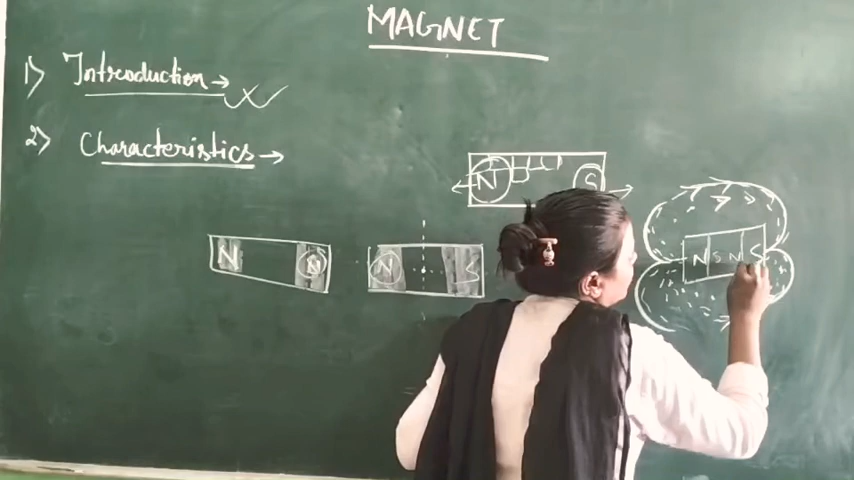 MAGNET
1) Introduction →
2) Characteristics →
N S
N
N S
N S N S